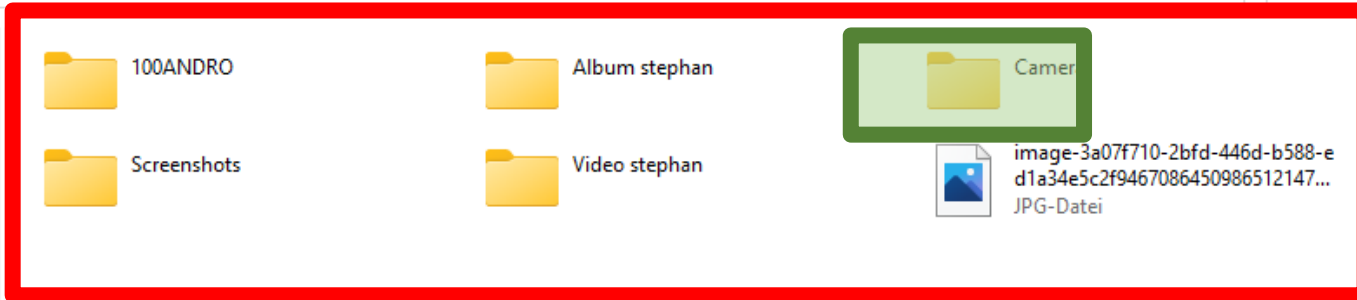 100ANDRO
Album stephan
Camer
Screenshots
Video stephan
image-3a07f710-2bfd-446d-b588-e
d1a34e5c2f9467086450986512147...
JPG-Datei